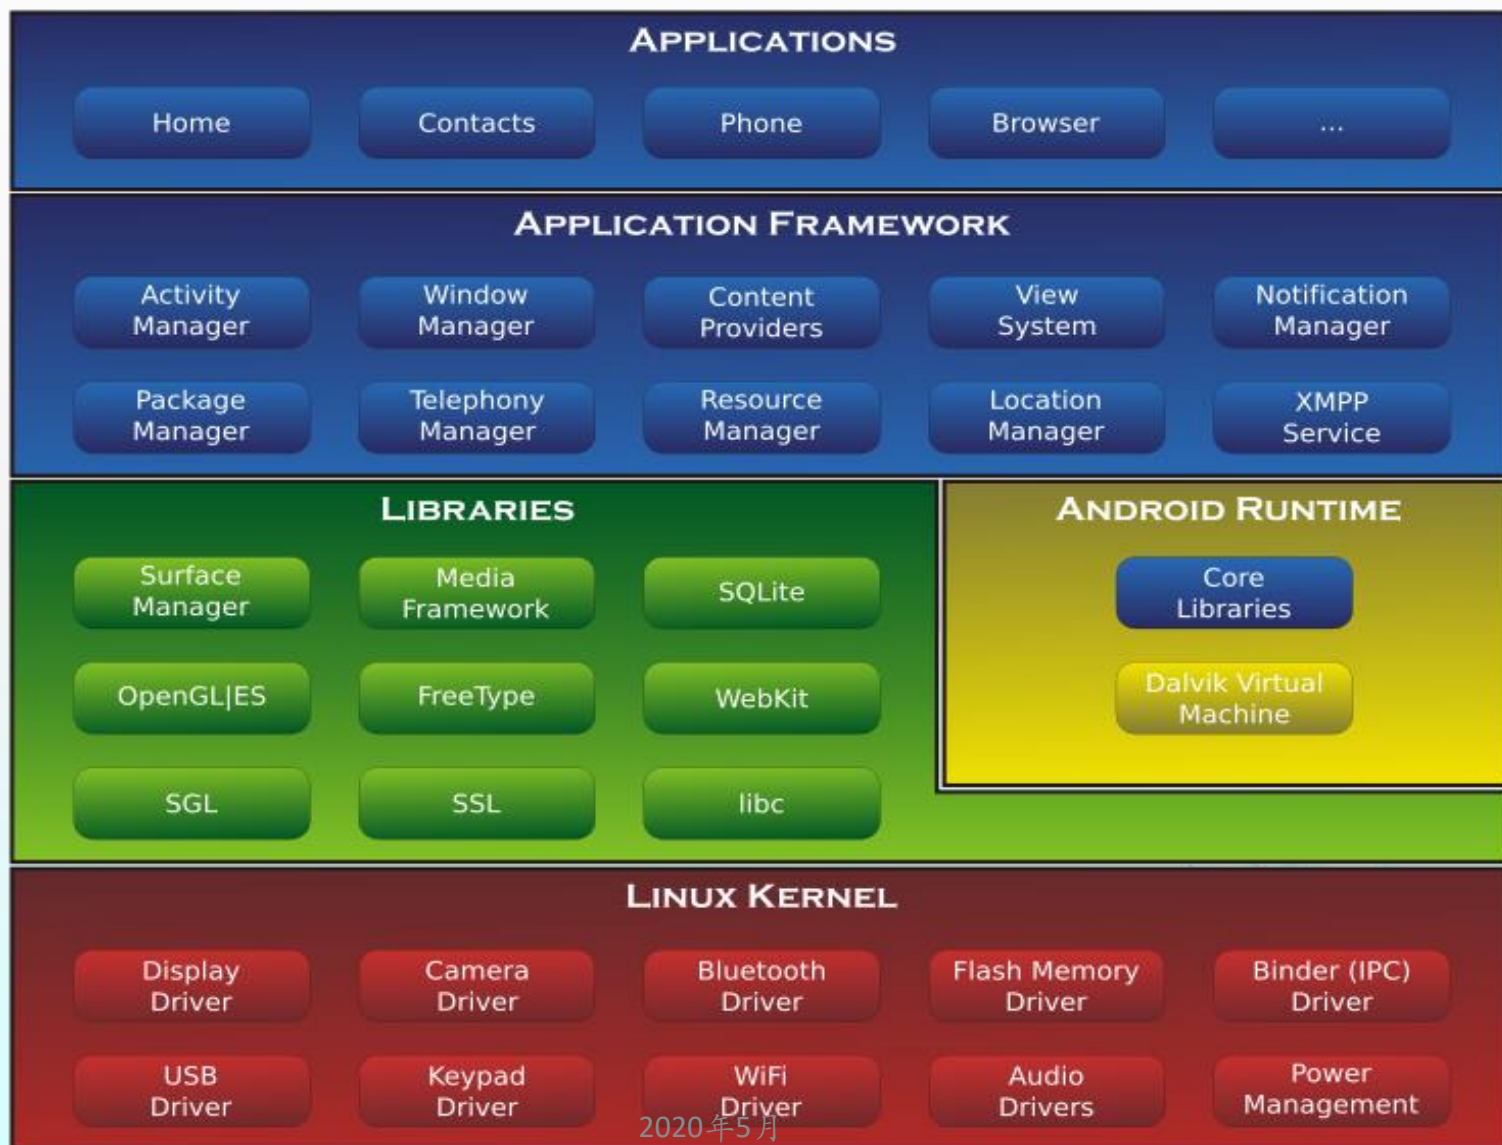 APPLICATIONS
Home
Contacts
Phone
Browser
...
APPLICATION FRAMEWORK
Activity
Manager
Window
Manager
Content
Providers
View
System
Notification
Manager
Package
Manager
Telephony
Manager
Resource
Manager
Location
Manager
XMPP
Service
LIBRARIES
Surface
Manager
Media
Framework
SQLite
OpenGL|ES
FreeType
WebKit
SGL
SSL
libc
ANDROID RUNTIME
Core
Libraries
Dalvik Virtual
Machine
LINUX KERNEL
Display
Driver
Camera
Driver
Bluetooth
Driver
Flash Memory
Driver
Binder (IPC)
Driver
USB
Driver
Keypad
Driver
WiFi
Driver
Audio
Drivers
Power
Management
2020年5月